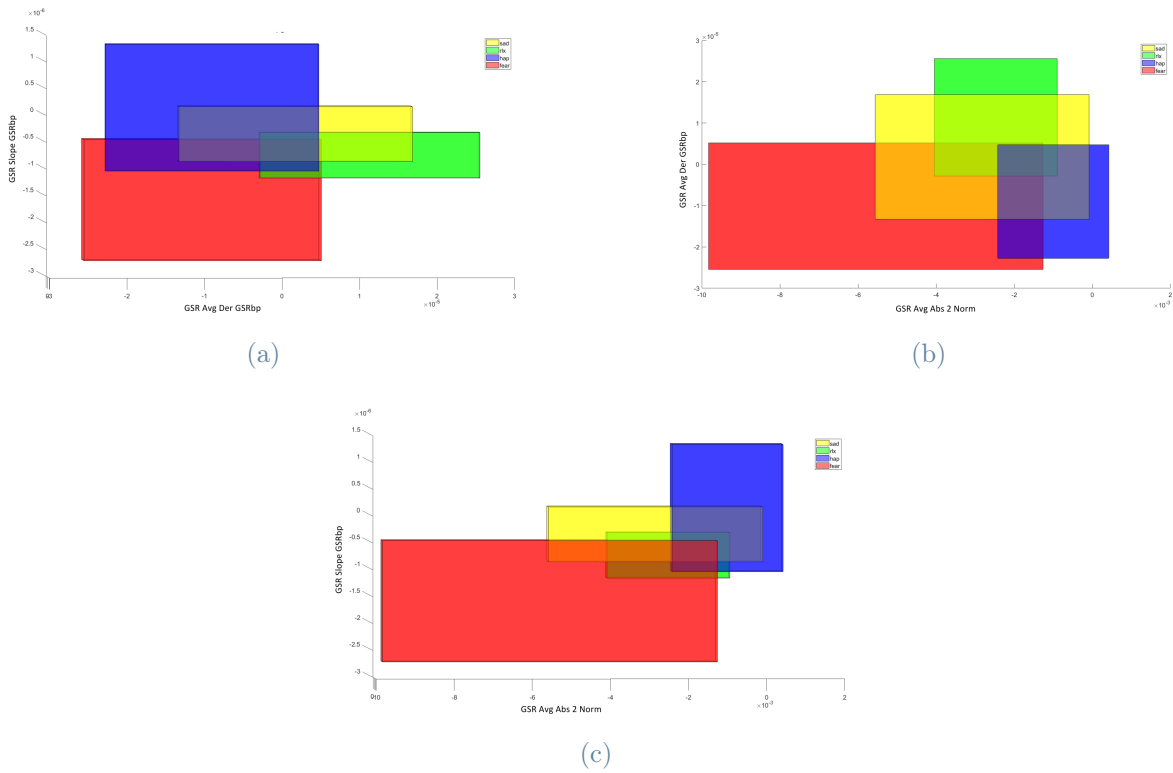 ×10⁻⁶
1.5
1
0.5
0
-0.5
-1
-1.5
-2
-2.5
-3
GSR Slope GSRbp
-2
-1
0
1
2
3
×10⁻⁵
GSR Avg Der GSRbp
sad
rlx
hap
fear
(a)
×10⁻⁵
3
2
1
0
-1
-2
-3
GSR Avg Der GSRbp
-10
-8
-6
-4
-2
0
2
×10⁻³
GSR Avg Abs 2 Norm
sad
rlx
hap
fear
(b)
×10⁻⁶
1.5
1
0.5
0
-0.5
-1
-1.5
-2
-2.5
-3
GSR Slope GSRbp
-8
-6
-4
-2
0
2
×10⁻³
GSR Avg Abs 2 Norm
sad
rlx
hap
fear
(c)